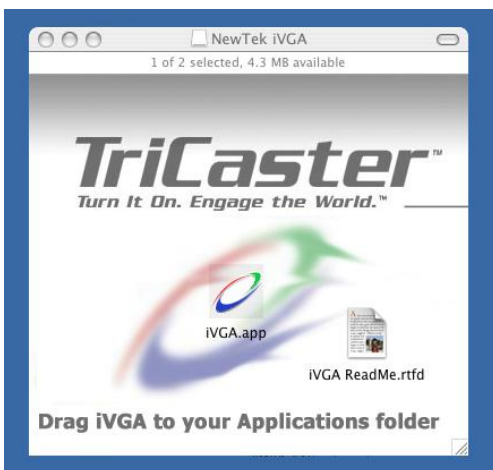 NewTek iVGA
1 of 2 selected, 4.3 MB available
TriCaster™
Turn It On. Engage the World.™
iVGA.app
iVGA ReadMe.rtfd
Drag iVGA to your Applications folder